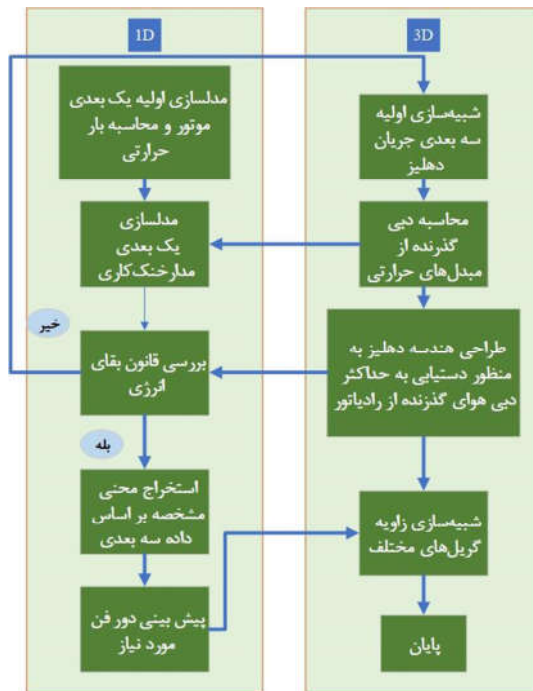 1D
مدلسازی اولیه یک بعدی
موتور و محاسبه بار
حرارتی
مدلسازی
یک بعدی
مدارخنک‌کاری
خیر
بررسی قانون بقای
انرژی
بله
استخراج محنی
مشخصه بر اساس
داده سه بعدی
پیش بینی دور فن
مورد نیاز
3D
شبیه‌سازی اولیه
سه بعدی جریان
دهلیز
محاسبه دبی
گذرنده از
مبدل‌های حرارتی
طراحی هندسه دهلیز به
منظور دستیابی به حداکثر
دبی هوای گذرنده از رادیاتور
شبیه‌سازی زاویه
گریل‌های مختلف
پایان